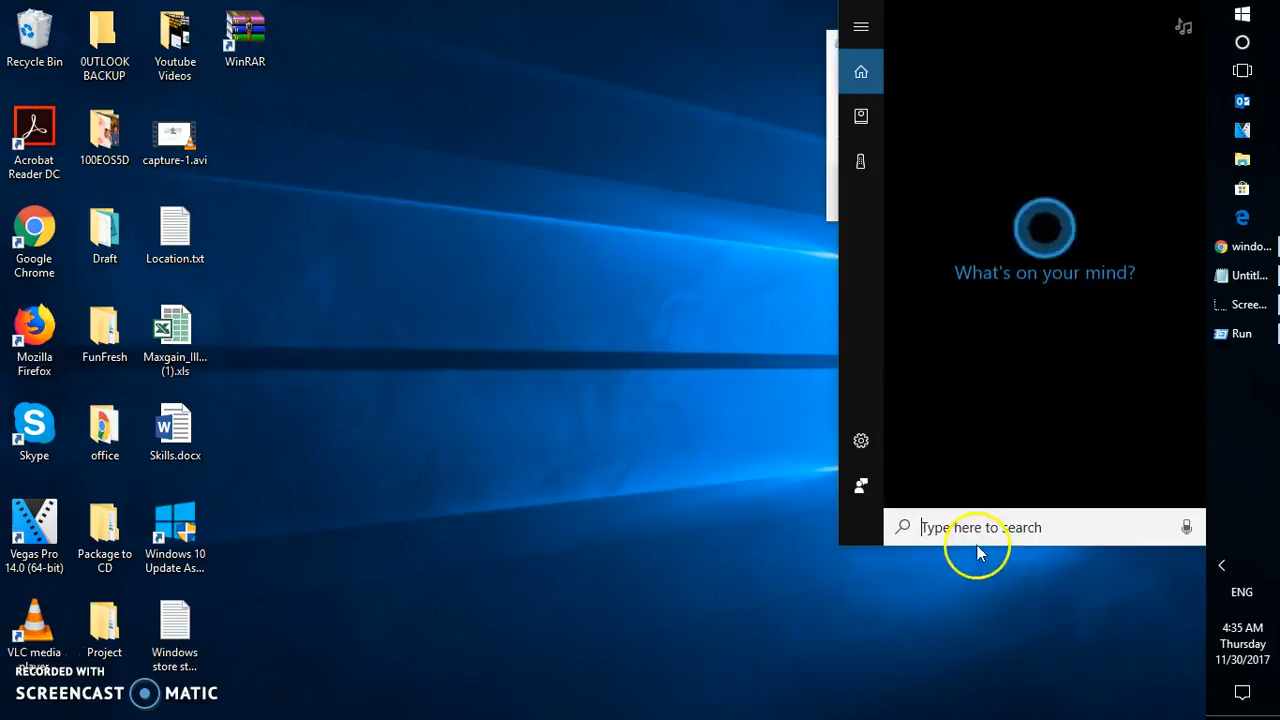 Recycle Bin
0UTLOOK
BACKUP
Youtube
Videos
WinRAR
Acrobat
Reader DC
100EOS5D
capture-1.avi
Google
Chrome
Draft
Location.txt
Mozilla
Firefox
FunFresh
Maxgain_III...
(1).xls
Skype
office
Skills.docx
Vegas Pro
14.0 (64-bit)
Package to
CD
Windows 10
Update As...
VLC media
player
Project
Windows
store st...
RECORDED WITH
SCREENCAST MATIC
What's on your mind?
Type here to search
windo...
Untitl...
Scree...
Run
ENG
4:35 AM
Thursday
11/30/2017